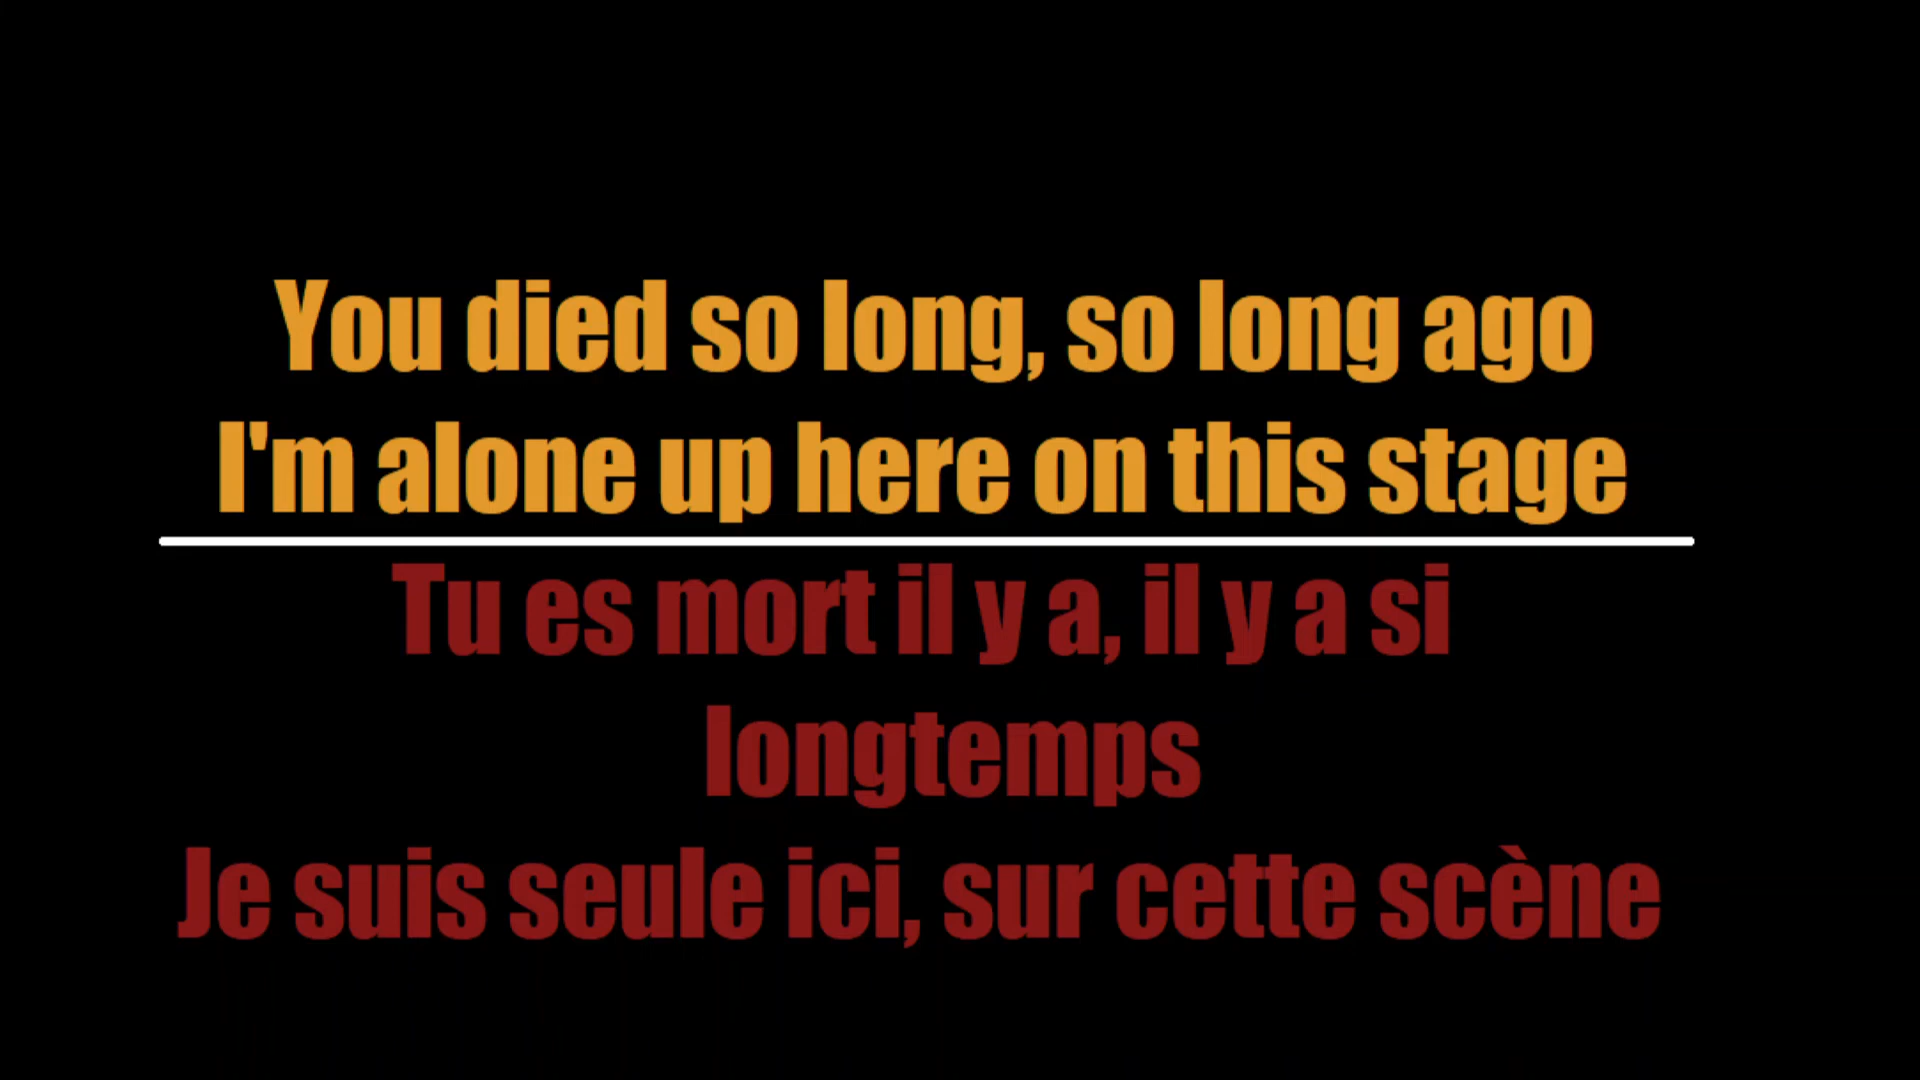 You died so long, so long ago
I'm alone up here on this stage
Tu es mort il y a, il y a si
longtemps
Je suis seule ici, sur cette scène